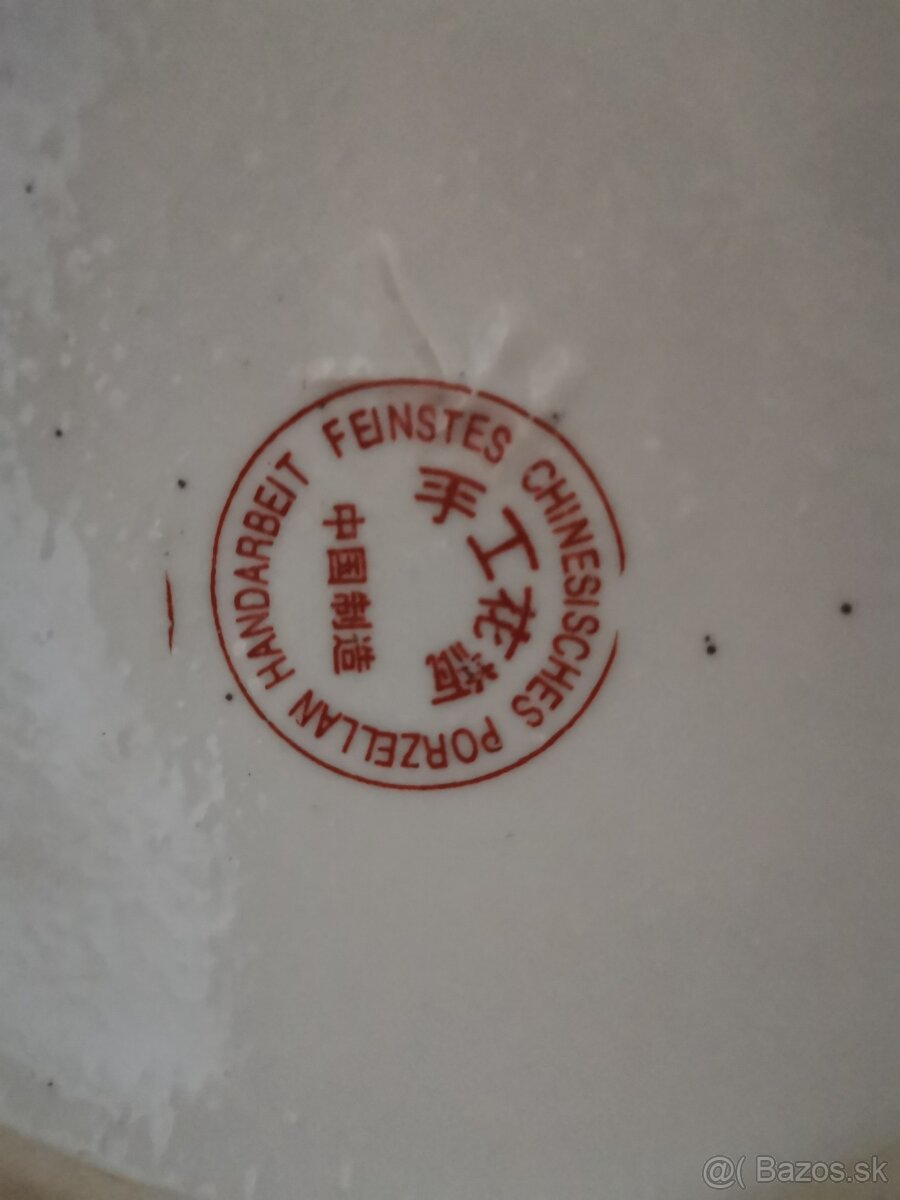 FEINSTES CHINESISCHES PORZELLAN HANDARBEIT
手工花
中国制造
@( Bazos.sk